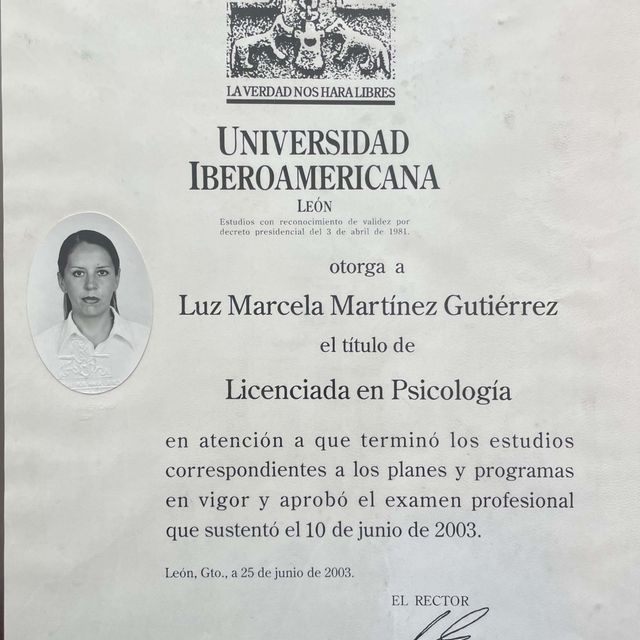 LA VERDAD NOS HARA LIBRES
UNIVERSIDAD
IBEROAMERICANA
LEÓN
Estudios con reconocimiento de validez por
decreto presidencial del 3 de abril de 1981.
otorga a
Luz Marcela Martínez Gutiérrez
el título de
Licenciada en Psicología
en atención a que terminó los estudios
correspondientes a los planes y programas
en vigor y aprobó el examen profesional
que sustentó el 10 de junio de 2003.
León, Gto., a 25 de junio de 2003.
EL RECTOR